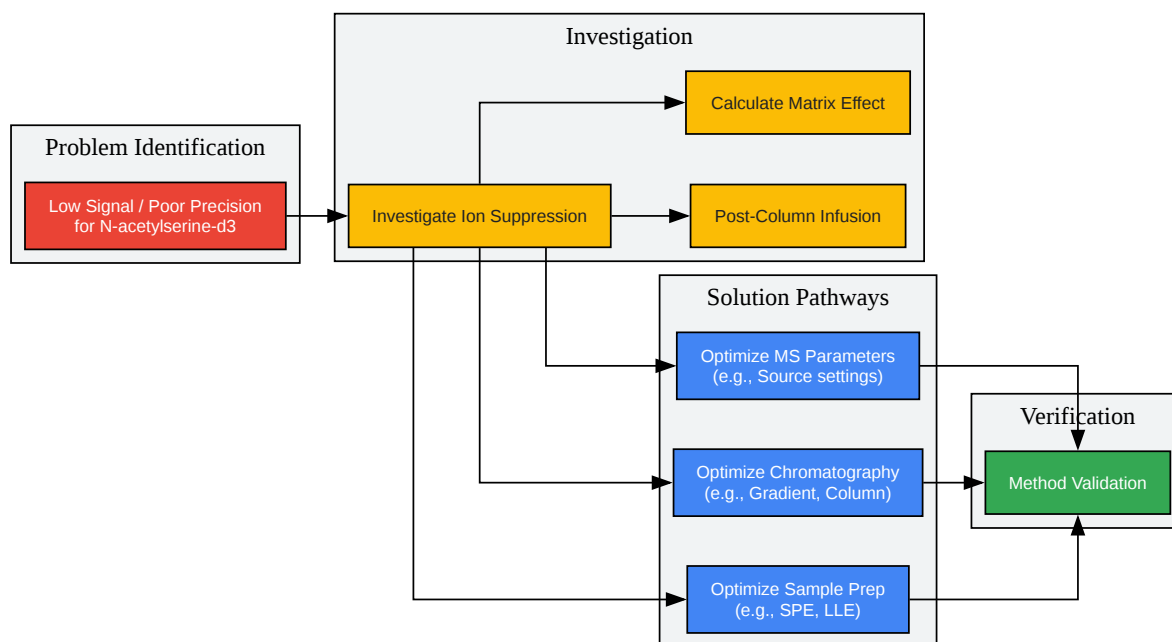 Investigation
Calculate Matrix Effect
Problem Identification
Low Signal / Poor Precision
for N-acetylserine-d3
Investigate Ion Suppression
Post-Column Infusion
Solution Pathways
Optimize MS Parameters
(e.g., Source settings)
Optimize Chromatography
(e.g., Gradient, Column)
Optimize Sample Prep
(e.g., SPE, LLE)
Verification
Method Validation